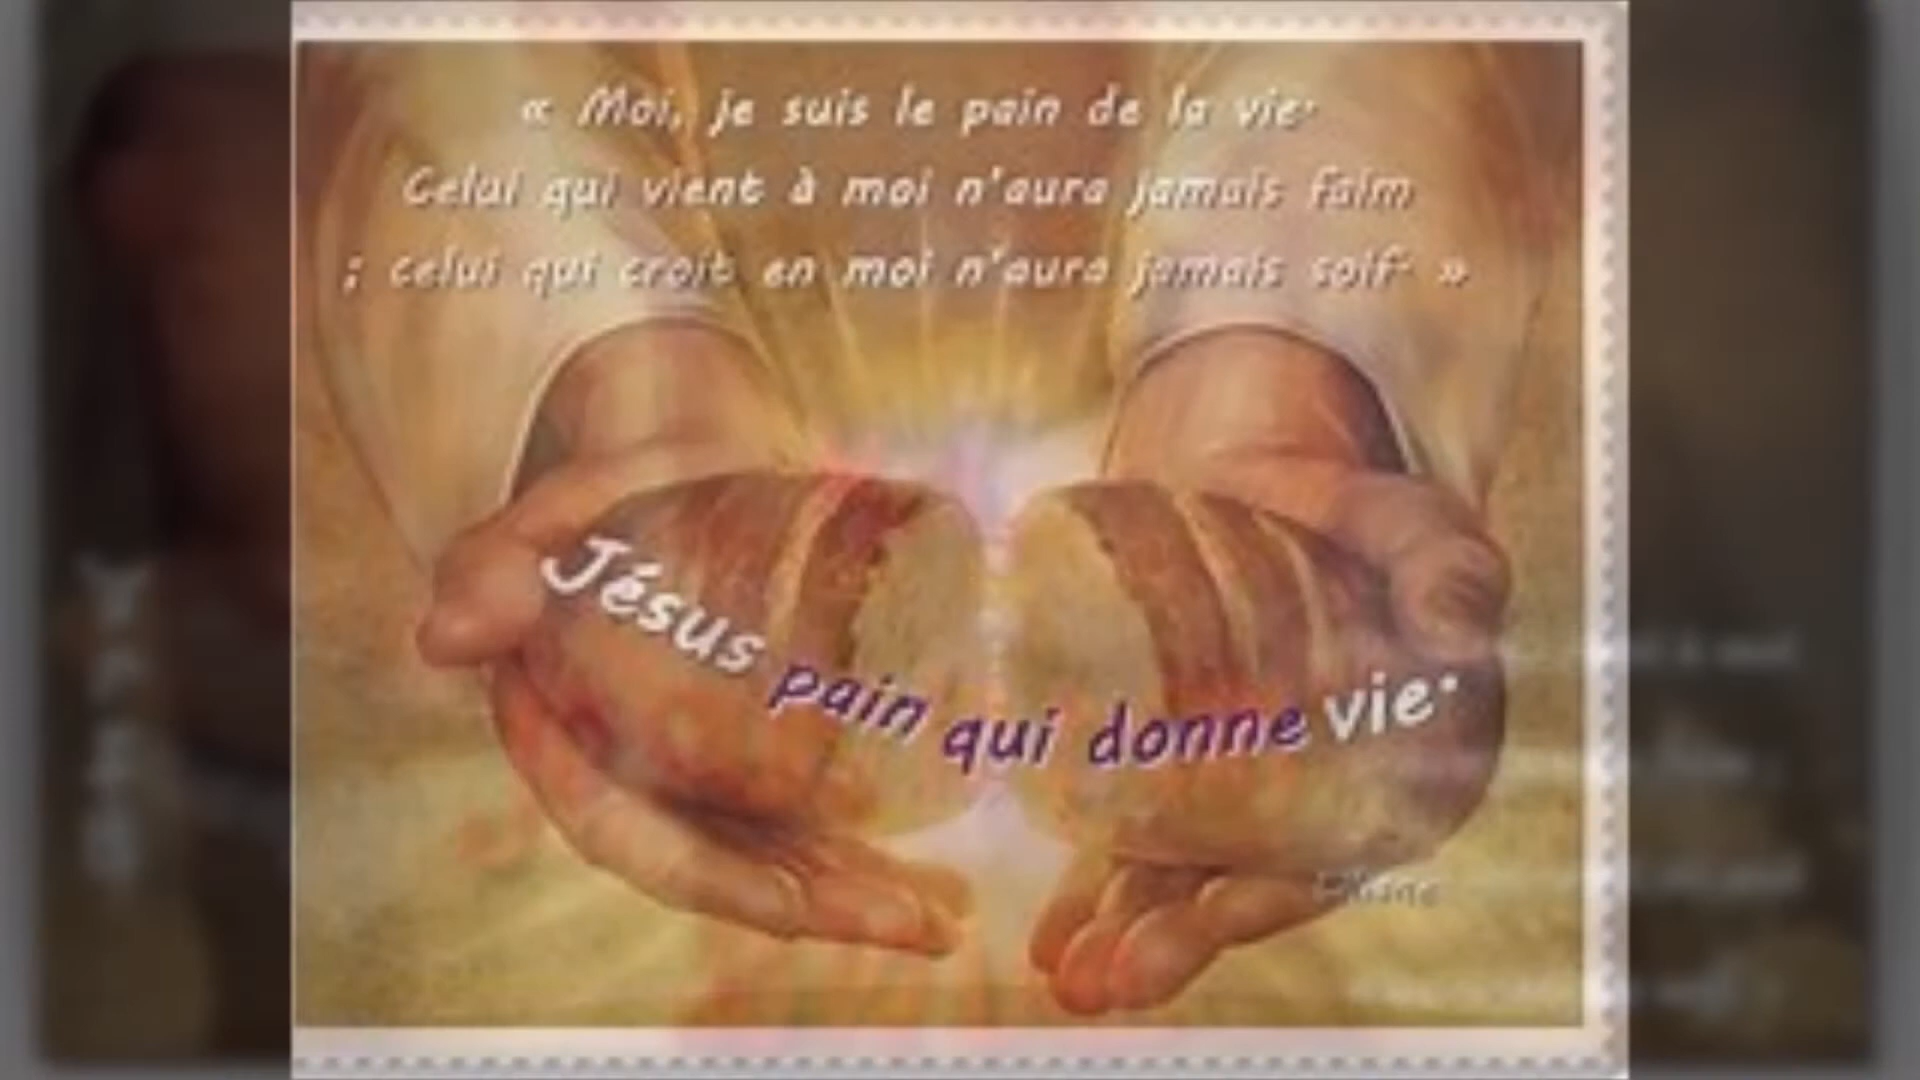 « Moi, je suis le pain de la vie.
Celui qui vient à moi n'aura jamais faim
; celui qui croit en moi n'aura jamais soif. »
Jésus pain qui donne vie.